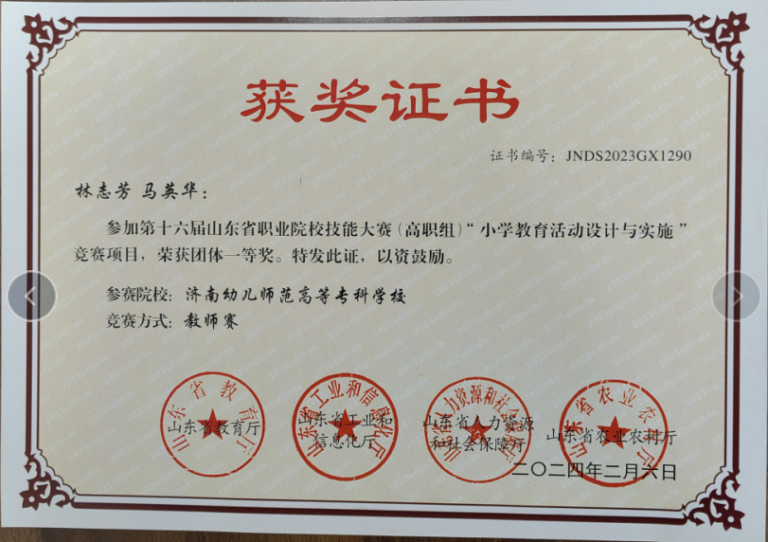 获奖证书
证书编号：JNDS2023GX1290
林志芳 马英华：
参加第十六届山东省职业院校技能大赛（高职组）“小学教育活动设计与实施”
竞赛项目，荣获团体一等奖。特发此证，以资鼓励。
参赛院校：济南幼儿师范高等专科学校
竞赛方式：教师赛
山东省教育厅
山东省工业和
信息化厅
山东省人力资源
和社会保障厅
山东省农业农村厅
山东省教育厅
山东省工业和信息化厅
山东省人力资源和社会保障厅
山东省农业农村厅
二〇二四年二月六日